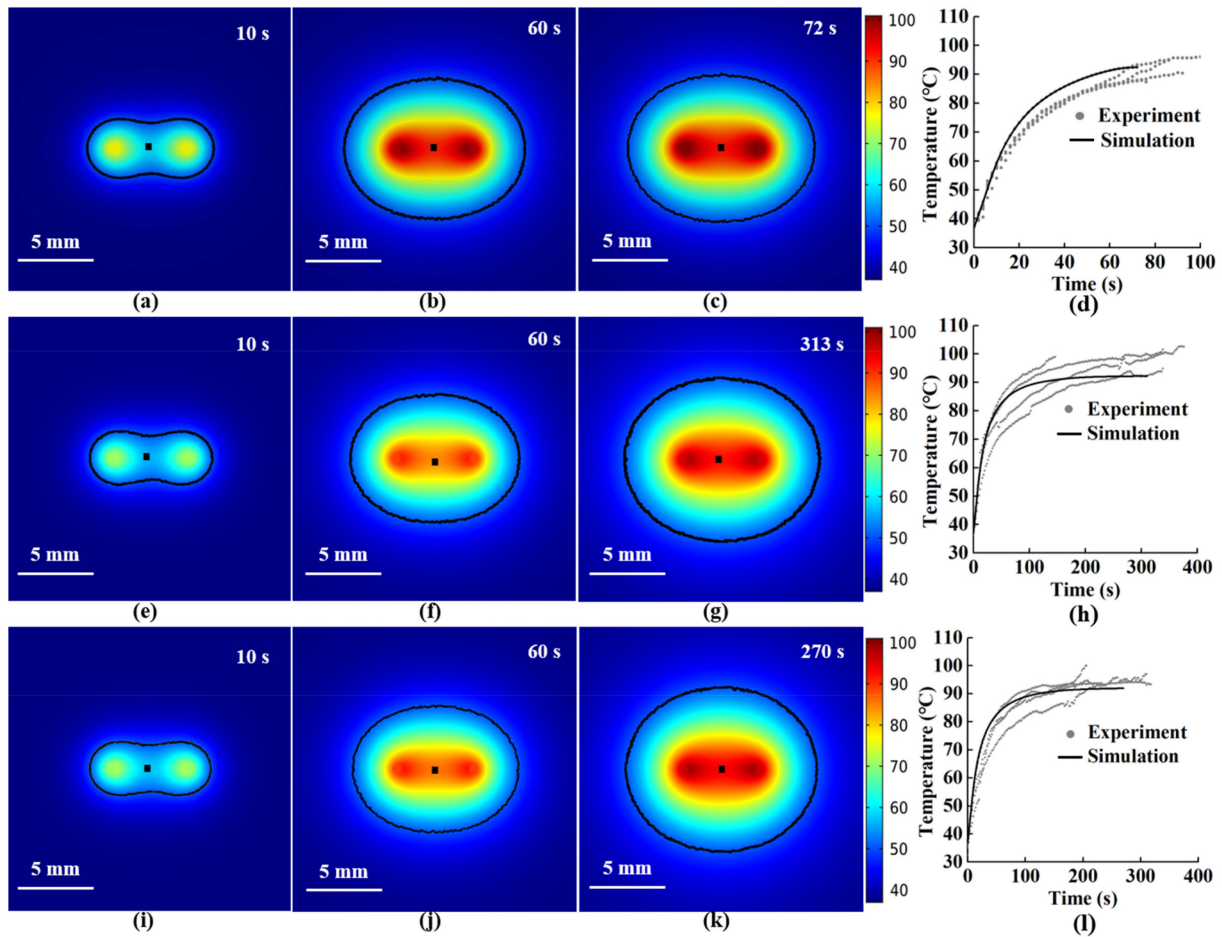 10 s
5 mm
(a)
60 s
5 mm
(b)
72 s
5 mm
(c)
100
90
80
70
60
50
40
Temperature (°C)
110
100
90
80
70
60
50
40
30
Experiment
Simulation
0 20 40 60 80 100
Time (s)
(d)
10 s
5 mm
(e)
60 s
5 mm
(f)
313 s
5 mm
(g)
100
90
80
70
60
50
40
Temperature (°C)
110
100
90
80
70
60
50
40
30
Experiment
Simulation
0 100 200 300 400
Time (s)
(h)
10 s
5 mm
(i)
60 s
5 mm
(j)
270 s
5 mm
(k)
100
90
80
70
60
50
40
Temperature (°C)
110
100
90
80
70
60
50
40
30
Experiment
Simulation
0 100 200 300 400
Time (s)
(l)